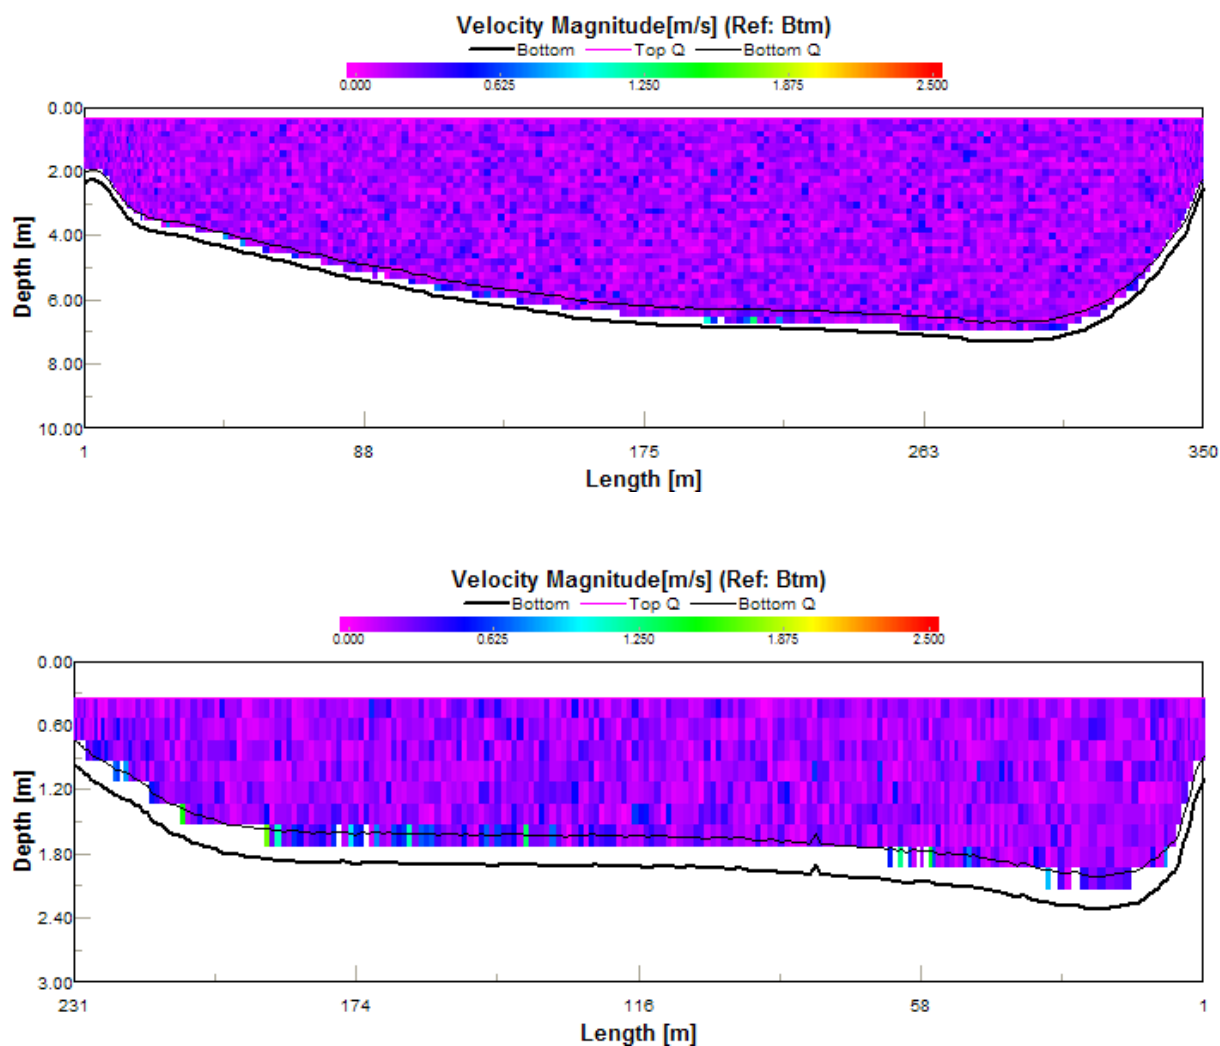 Velocity Magnitude[m/s] (Ref: Btm)
Bottom Top Q Bottom Q
0.000 0.625 1.250 1.875 2.500
0.00
2.00
4.00
6.00
8.00
10.00
Depth [m]
1 88 175 263 350
Length [m]
Velocity Magnitude[m/s] (Ref: Btm)
Bottom Top Q Bottom Q
0.000 0.625 1.250 1.875 2.500
0.00
0.60
1.20
1.80
2.40
3.00
Depth [m]
231 174 116 58 1
Length [m]